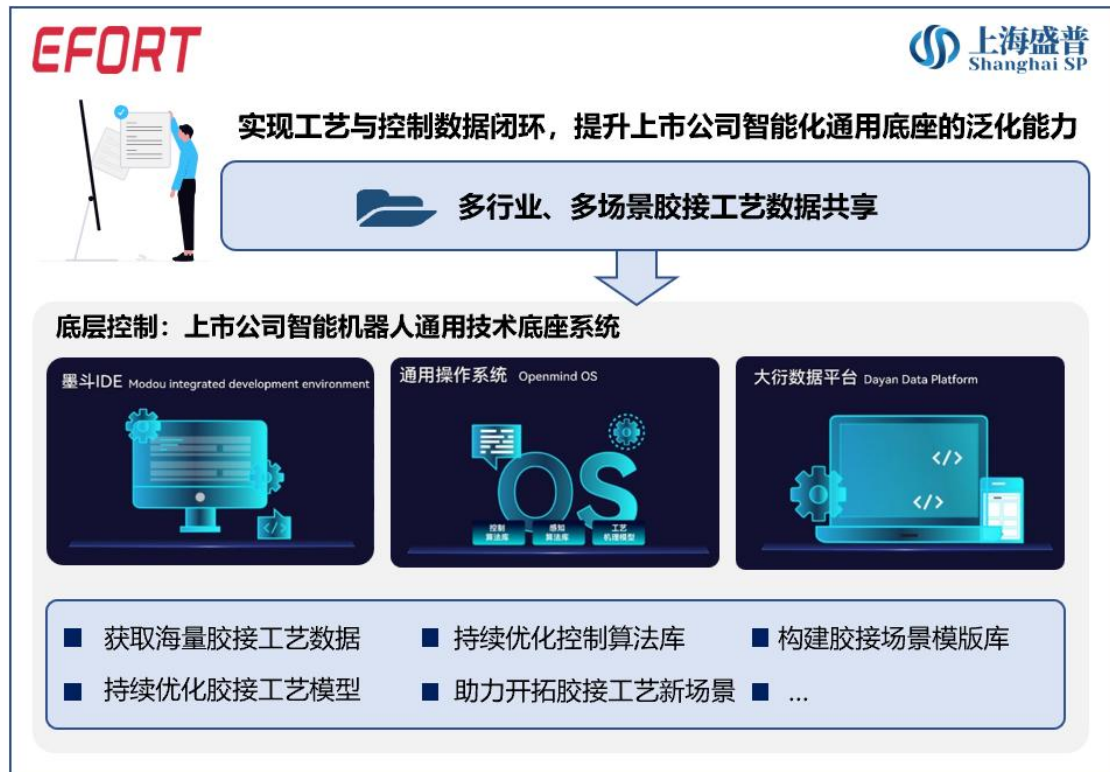 EFORT
上海盛普
Shanghai SP
实现工艺与控制数据闭环，提升上市公司智能化通用底座的泛化能力
多行业、多场景胶接工艺数据共享
底层控制：上市公司智能机器人通用技术底座系统
墨斗IDE Modou integrated development environment
通用操作系统 Openmind OS
OS
控制
算法库
感知
算法库
工艺
机理模型
大衍数据平台 Dayan Data Platform
</>
</>
</>
■ 获取海量胶接工艺数据
■ 持续优化控制算法库
■ 构建胶接场景模版库
■ 持续优化胶接工艺模型
■ 助力开拓胶接工艺新场景
■ ...